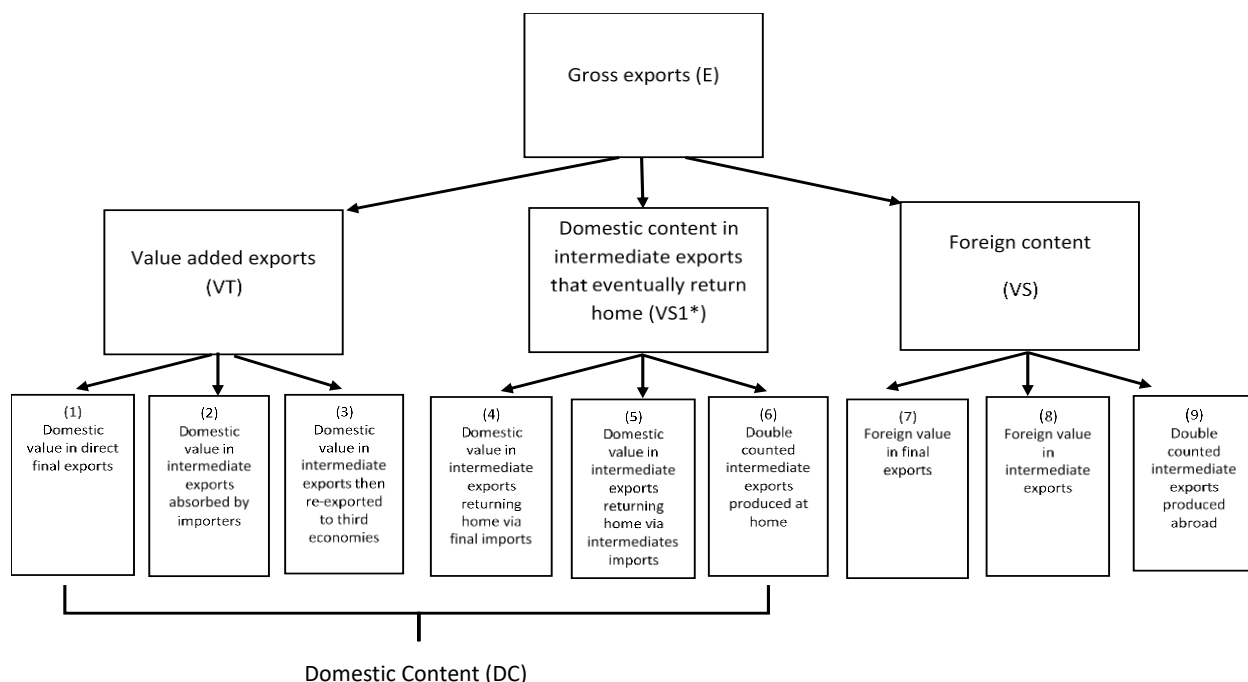 Gross exports (E)
Value added exports
(VT)
Domestic content in
intermediate exports
that eventually return
home (VS1*)
Foreign content
(VS)
(1)
Domestic
value in direct
final exports
(2)
Domestic
value in
intermediate
exports
absorbed by
importers
(3)
Domestic
value in
intermediate
exports then
re-exported
to third
economies
(4)
Domestic
value in
intermediate
exports
returning
home via
final imports
(5)
Domestic
value in
intermediate
exports
returning
home via
intermediates
imports
(6)
Double
counted
intermediate
exports
produced at
home
(7)
Foreign value
in final
exports
(8)
Foreign value
in
intermediate
exports
(9)
Double
counted
intermediate
exports
produced
abroad
Domestic Content (DC)